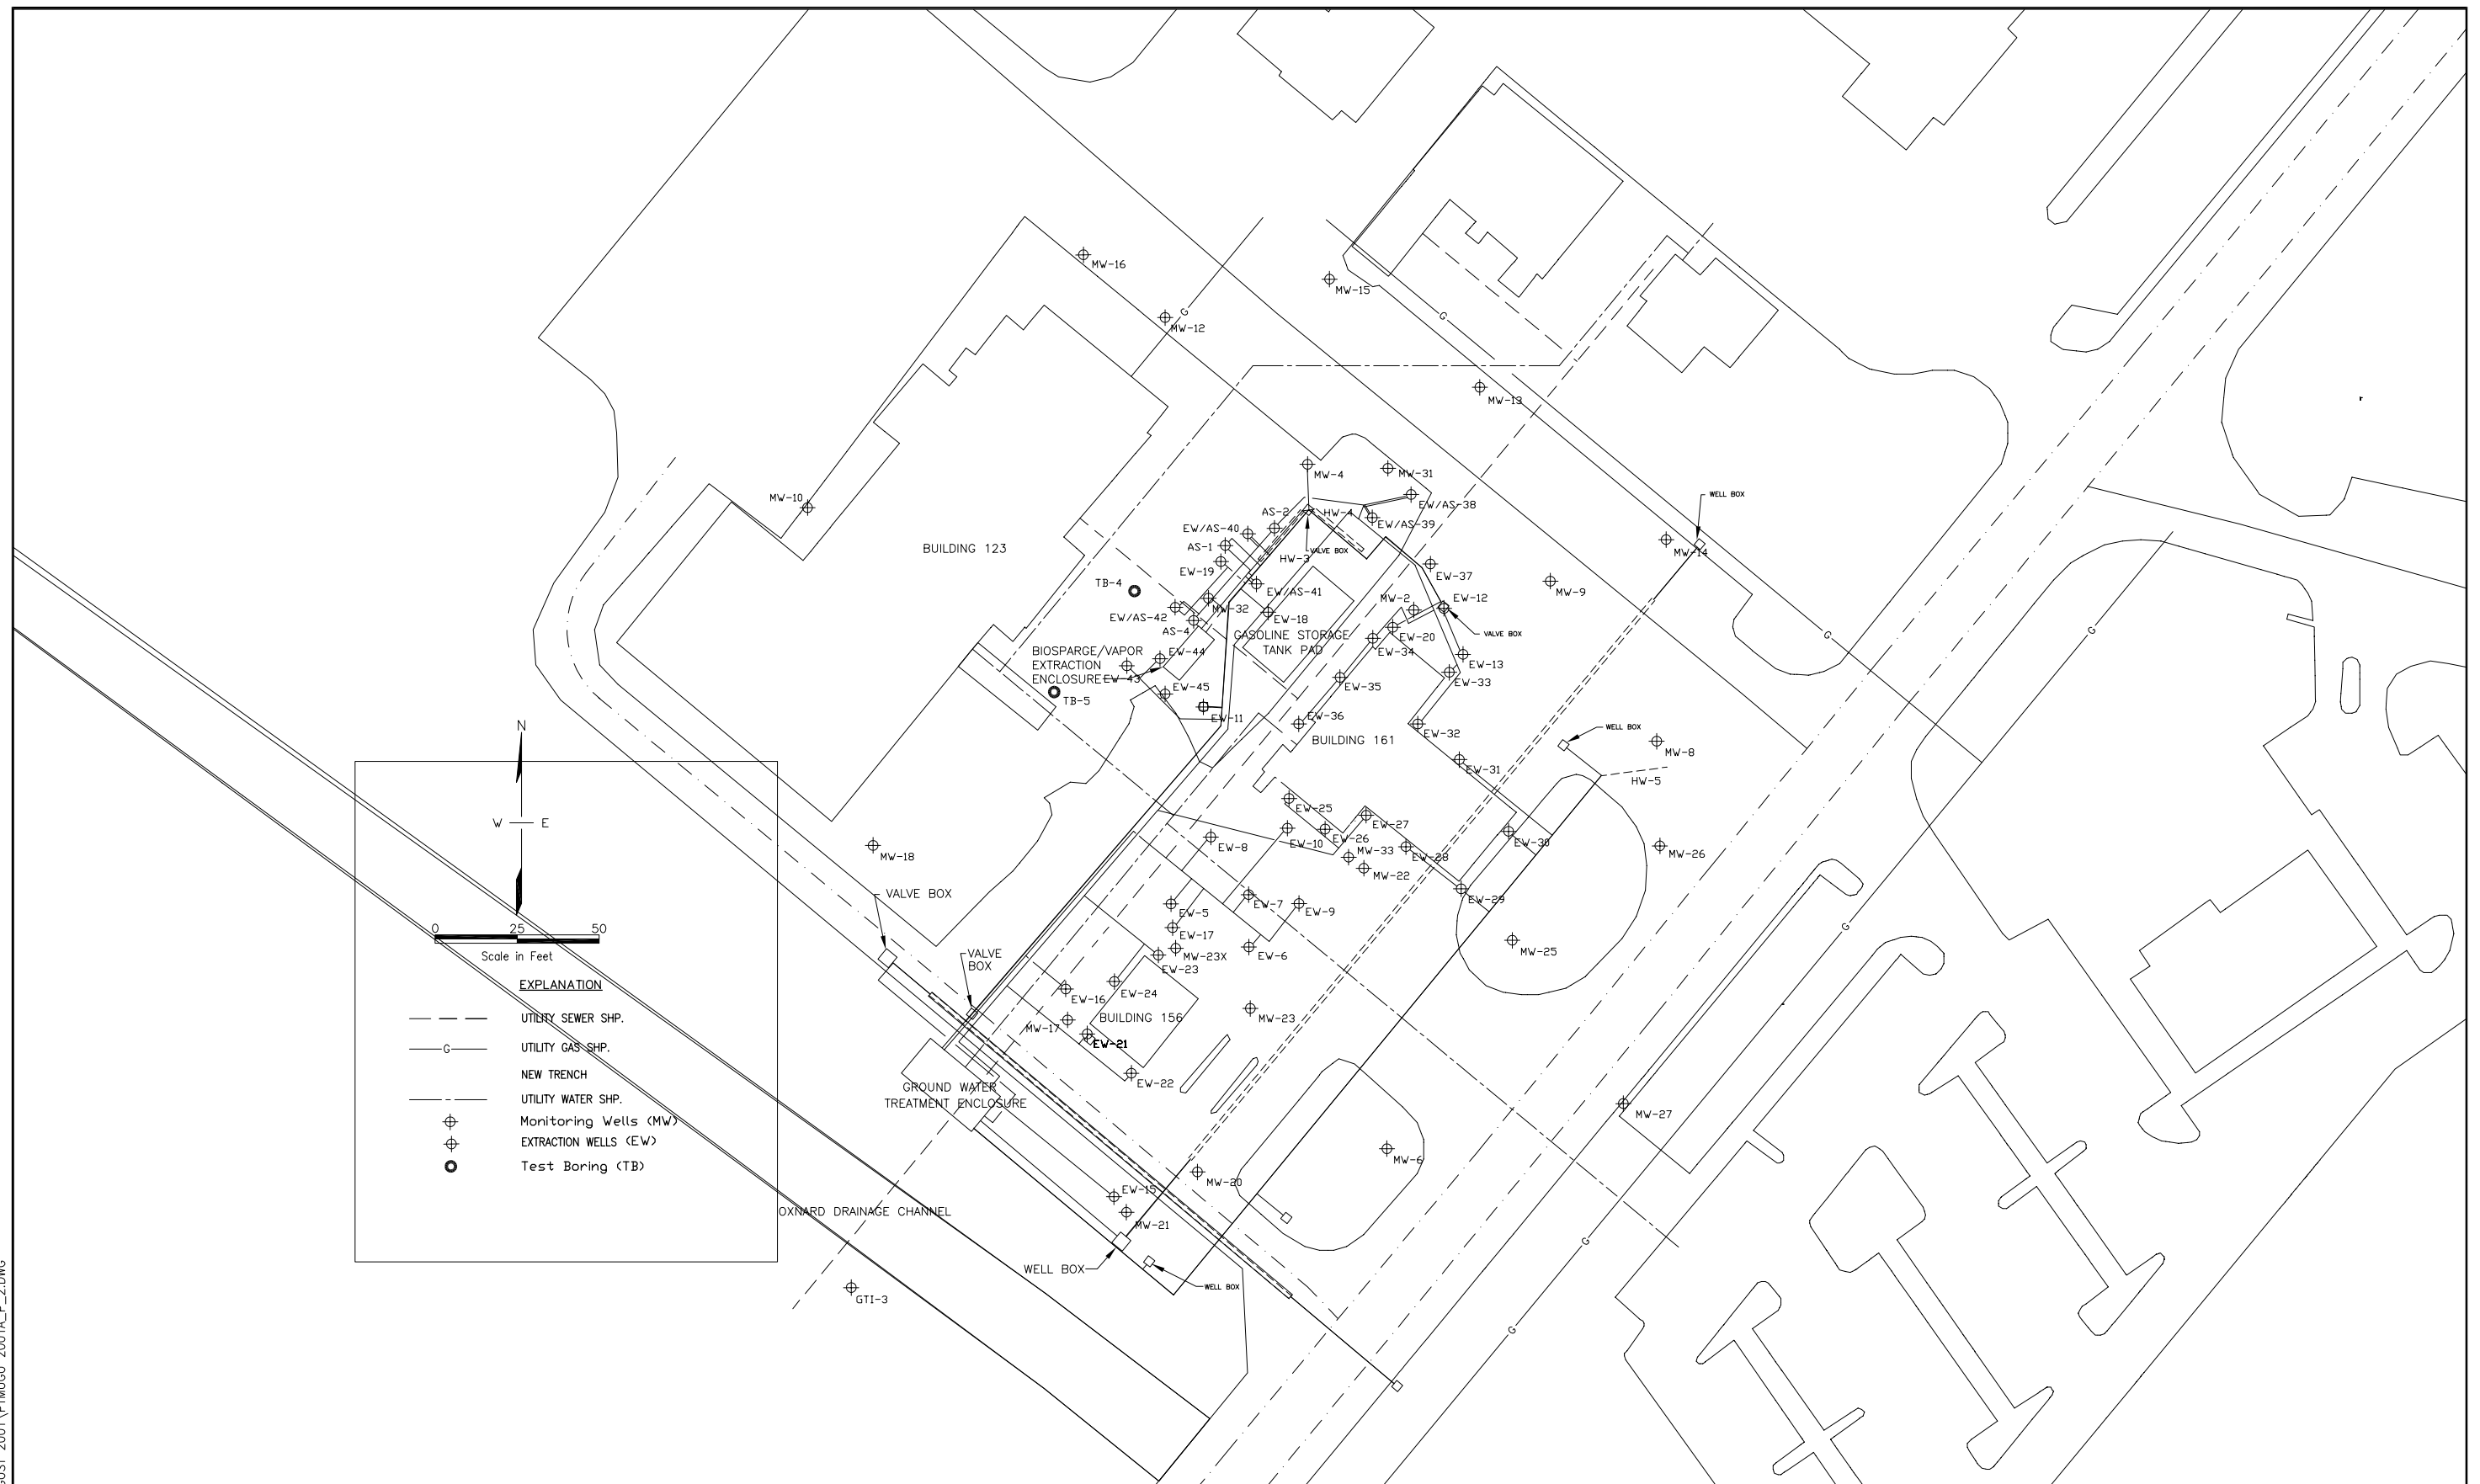 MW-16
MW-12
MW-15
G
G
MW-13
MW-10
MW-4
MW-31
EW/AS-38
WELL BOX
AS-2
HW-4
EW/AS-39
EW/AS-40
AS-1
HW-3
VALVE BOX
MW-14
BUILDING 123
EW-19
EW-37
MW-9
TB-4
EW/AS-41
MW-32
EW-18
MW-2
EW-12
EW/AS-42
AS-4
GASOLINE STORAGE
TANK PAD
EW-20
VALVE BOX
G
G
BIOSPARGE/VAPOR
EXTRACTION
ENCLOSURE
EW-43
EW-44
EW-34
EW-13
EW-33
EW-45
EW-35
TB-5
EW-11
EW-36
BUILDING 161
EW-32
WELL BOX
MW-8
EW-31
HW-5
N
W
E
EW-25
EW-27
EW-8
EW-10
EW-26
MW-33
EW-28
EW-30
MW-26
MW-18
MW-22
VALVE BOX
EW-5
EW-7
EW-9
EW-29
G
0 25 50
Scale in Feet
EW-17
MW-23X
EW-6
MW-25
VALVE
BOX
EW-23
EXPLANATION
EW-16
EW-24
UTILITY SEWER SHP.
MW-17
BUILDING 156
MW-23
G
UTILITY GAS SHP.
EW-21
NEW TRENCH
EW-22
GROUND WATER
TREATMENT ENCLOSURE
UTILITY WATER SHP.
MW-27
Monitoring Wells (MW)
EXTRACTION WELLS (EW)
MW-6
Test Boring (TB)
MW-20
EW-15
OXNARD DRAINAGE CHANNEL
MW-21
G
WELL BOX
WELL BOX
GTI-3
G